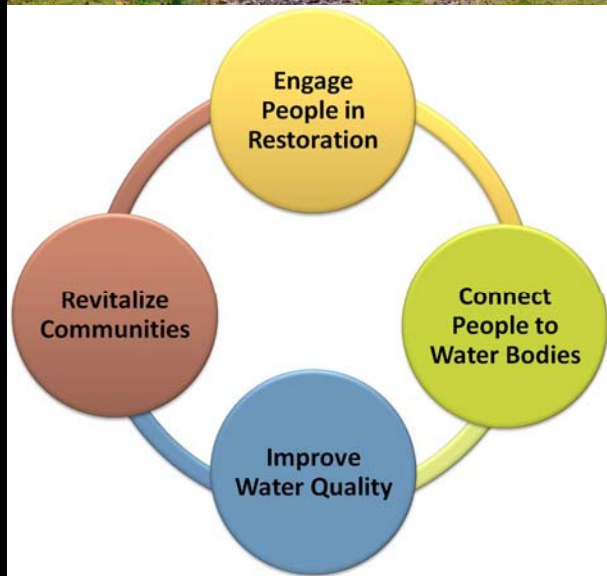 Engage
People in
Restoration
Connect
People to
Water Bodies
Improve
Water Quality
Revitalize
Communities